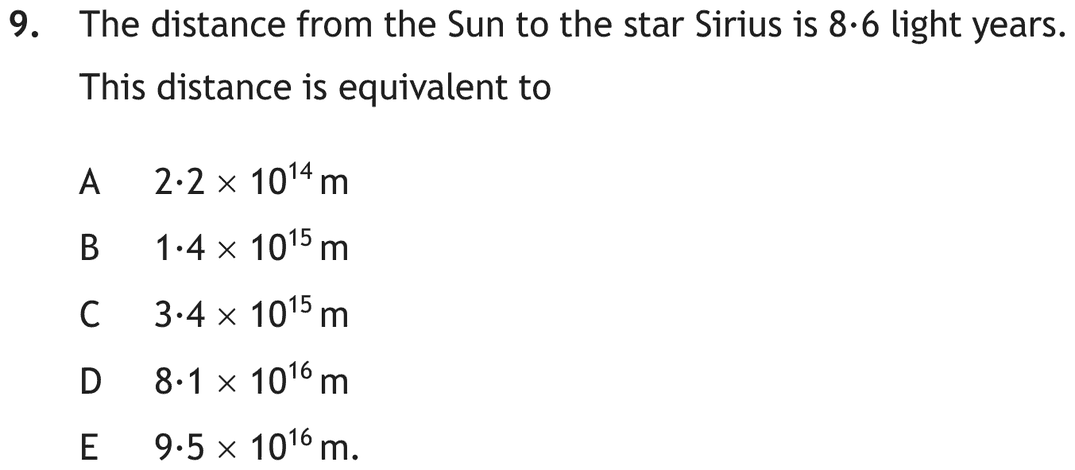 9. The distance from the Sun to the star Sirius is 8·6 light years.
This distance is equivalent to
A 2·2 × 10¹⁴ m
B 1·4 × 10¹⁵ m
C 3·4 × 10¹⁵ m
D 8·1 × 10¹⁶ m
E 9·5 × 10¹⁶ m.